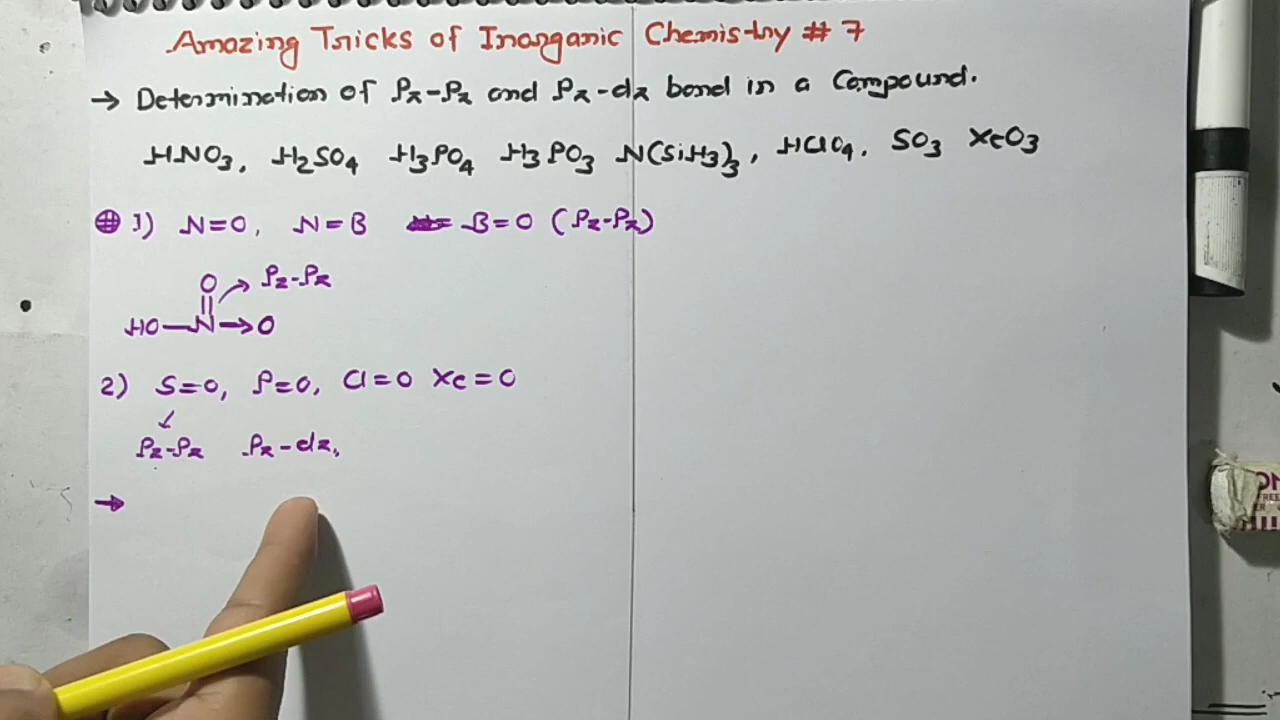 Amazing Tricks of Inorganic Chemistry # 7
→ Determination of Pπ-Pπ and Pπ-dπ bond in a Compound.
HNO3, H2SO4 H3PO4 H3PO3 N(SiH3)3, HClO4, SO3 XeO3
1) N=O, N=B B=O (Pπ-Pπ)
O → Pπ-Pπ
HO—N→O
2) S=O, P=O, Cl=O Xe=O
Pπ-Pπ Pπ-dπ,
→